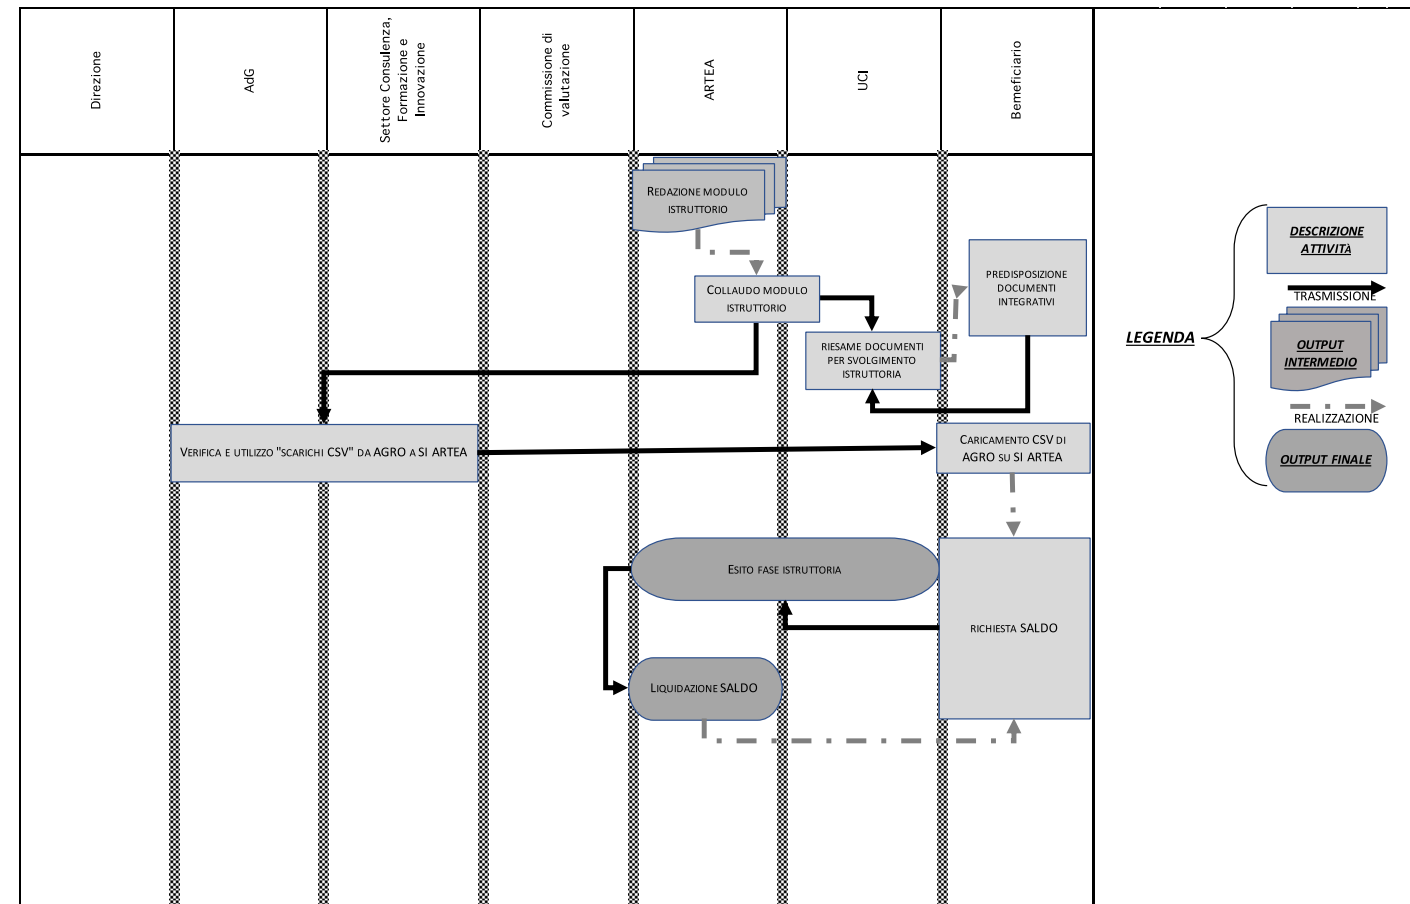 Direzione
AdG
Settore Consulenza,
Formazione e
Innovazione
Commissione di
valutazione
ARTEA
UCI
Bemeficiario
REDAZIONE MODULO
ISTRUTTORIO
COLLAUDO MODULO
ISTRUTTORIO
PREDISPOSIZIONE
DOCUMENTI
INTEGRATIVI
RIESAME DOCUMENTI
PER SVOLGIMENTO
ISTRUTTORIA
VERIFICA E UTILIZZO "SCARICHI CSV" DA AGRO A SI ARTEA
CARICAMENTO CSV DI
AGRO SU SI ARTEA
ESITO FASE ISTRUTTORIA
RICHIESTA SALDO
LIQUIDAZIONE SALDO
LEGENDA
DESCRIZIONE
ATTIVITÀ
TRASMISSIONE
OUTPUT
INTERMEDIO
REALIZZAZIONE
OUTPUT FINALE